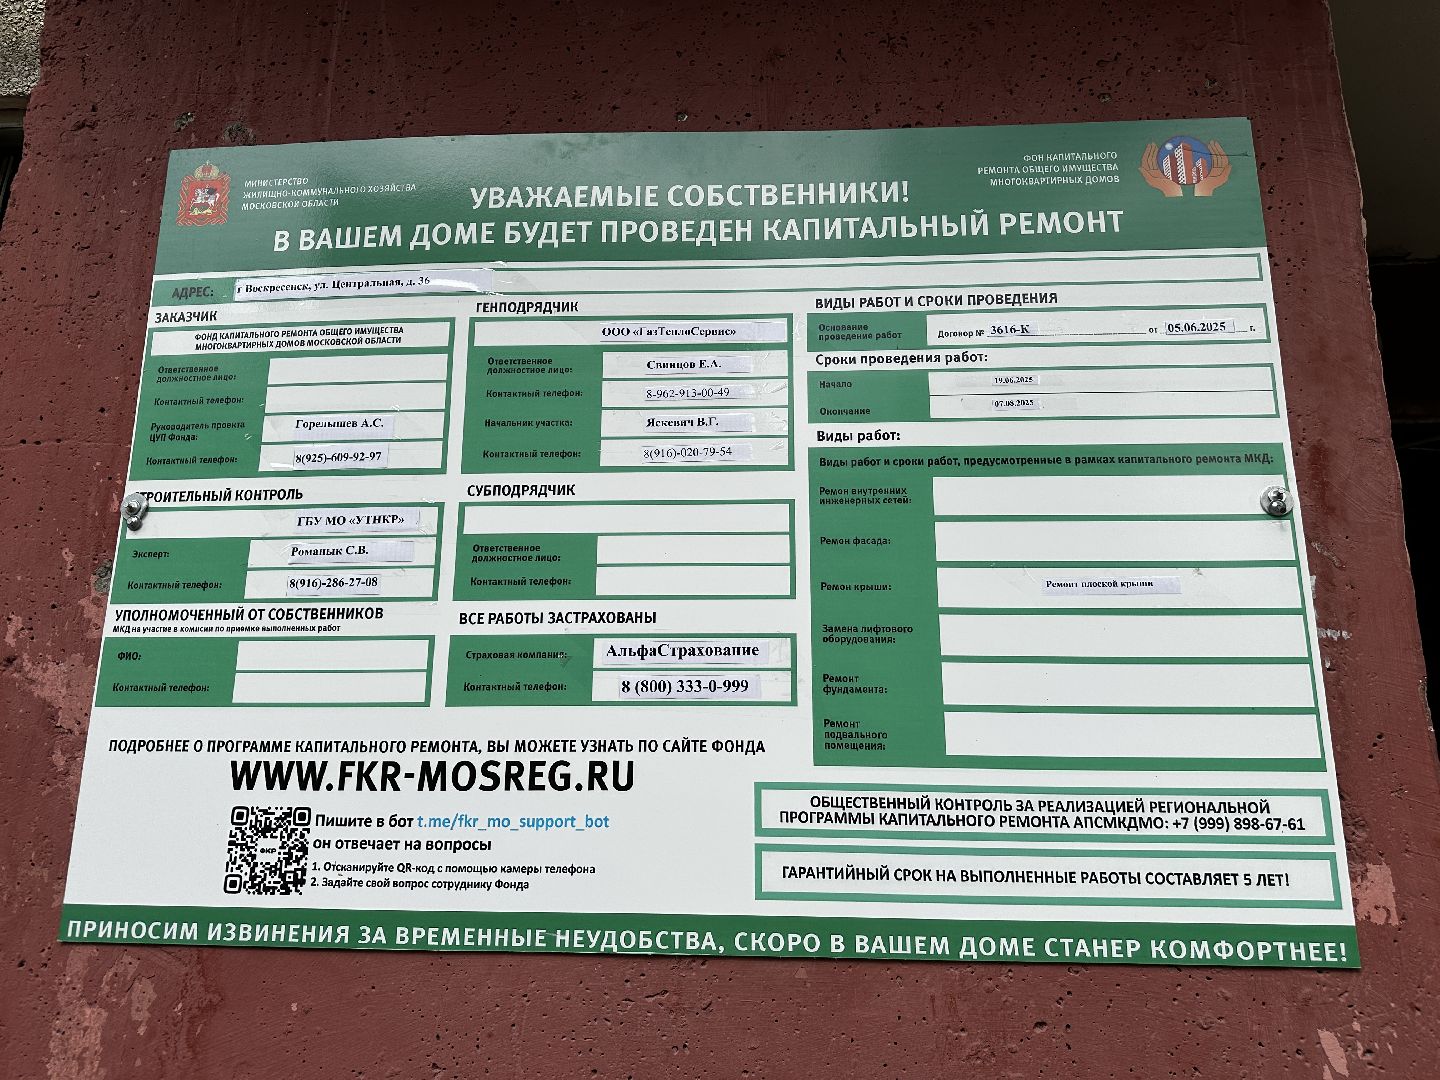 МИНИСТЕРСТВО
ЖИЛИЩНО-КОММУНАЛЬНОГО ХОЗЯЙСТВА
МОСКОВСКОЙ ОБЛАСТИ
УВАЖАЕМЫЕ СОБСТВЕННИКИ!
В ВАШЕМ ДОМЕ БУДЕТ ПРОВЕДЕН КАПИТАЛЬНЫЙ РЕМОНТ
ФОН КАПИТАЛЬНОГО
РЕМОНТА ОБЩЕГО ИМУЩЕСТВА
МНОГОКВАРТИРНЫХ ДОМОВ
АДРЕС: г Воскресенск, ул. Центральная, д. 36
ЗАКАЗЧИК
ФОНД КАПИТАЛЬНОГО РЕМОНТА ОБЩЕГО ИМУЩЕСТВА
МНОГОКВАРТИРНЫХ ДОМОВ МОСКОВСКОЙ ОБЛАСТИ
Ответственное
должностное лицо:
Контактный телефон:
Руководитель проекта
ЦУП Фонда:
Горелышев А.С.
Контактный телефон: 8(925)-609-92-97
СТРОИТЕЛЬНЫЙ КОНТРОЛЬ
ГБУ МО «УТНКР»
Эксперт: Романык С.В.
Контактный телефон: 8(916)-286-27-08
УПОЛНОМОЧЕННЫЙ ОТ СОБСТВЕННИКОВ
МКД на участие в комисии по приемке выполненных работ
ФИО:
Контактный телефон:
ГЕНПОДРЯДЧИК
ООО «ГазТеплоСервис»
Ответственное
должностное лицо:
Свинцов Е.А.
Контактный телефон: 8-962-913-00-49
Начальник участка: Яскевич В.Г.
Контактный телефон: 8(916)-020-79-54
СУБПОДРЯДЧИК
Ответственное
должностное лицо:
Контактный телефон:
ВСЕ РАБОТЫ ЗАСТРАХОВАНЫ
Страховая компания: АльфаСтрахование
Контактный телефон: 8 (800) 333-0-999
ВИДЫ РАБОТ И СРОКИ ПРОВЕДЕНИЯ
Основание
проведение работ
Договор № 3616-К от 05.06.2025 г.
Сроки проведения работ:
Начало 19.06.2025
Окончание 07.08.2025
Виды работ:
Виды работ и сроки работ, предусмотренные в рамках капитального ремонта МКД:
Ремон внутренних
инженерных сетей:
Ремон фасада:
Ремон крыши: Ремонт плоской крыши
Замена лифтового
оборудования:
Ремонт
фундамента:
Ремонт
подвального
помещения:
ПОДРОБНЕЕ О ПРОГРАММЕ КАПИТАЛЬНОГО РЕМОНТА, ВЫ МОЖЕТЕ УЗНАТЬ ПО САЙТЕ ФОНДА
WWW.FKR-MOSREG.RU
ФКР
Пишите в бот t.me/fkr_mo_support_bot
он отвечает на вопросы
1. Отсканируйте QR-код с помощью камеры телефона
2. Задайте свой вопрос сотруднику Фонда
ОБЩЕСТВЕННЫЙ КОНТРОЛЬ ЗА РЕАЛИЗАЦИЕЙ РЕГИОНАЛЬНОЙ
ПРОГРАММЫ КАПИТАЛЬНОГО РЕМОНТА АПСМКДМО: +7 (999) 898-67-61
ГАРАНТИЙНЫЙ СРОК НА ВЫПОЛНЕННЫЕ РАБОТЫ СОСТАВЛЯЕТ 5 ЛЕТ!
ПРИНОСИМ ИЗВИНЕНИЯ ЗА ВРЕМЕННЫЕ НЕУДОБСТВА, СКОРО В ВАШЕМ ДОМЕ СТАНЕР КОМФОРТНЕЕ!